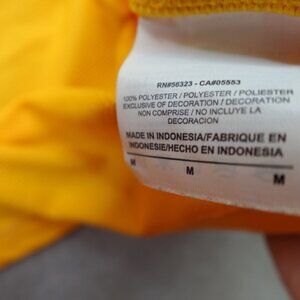 RN#56323 - CA#05553
100% POLYESTER / POLYESTER / POLIESTER
EXCLUSIVE OF DECORATION / DECORATION
NON COMPRISE / NO INCLUYE LA
DECORACIÓN
MADE IN INDONESIA/FABRIQUE EN
INDONESIE/HECHO EN INDONESIA
M M M